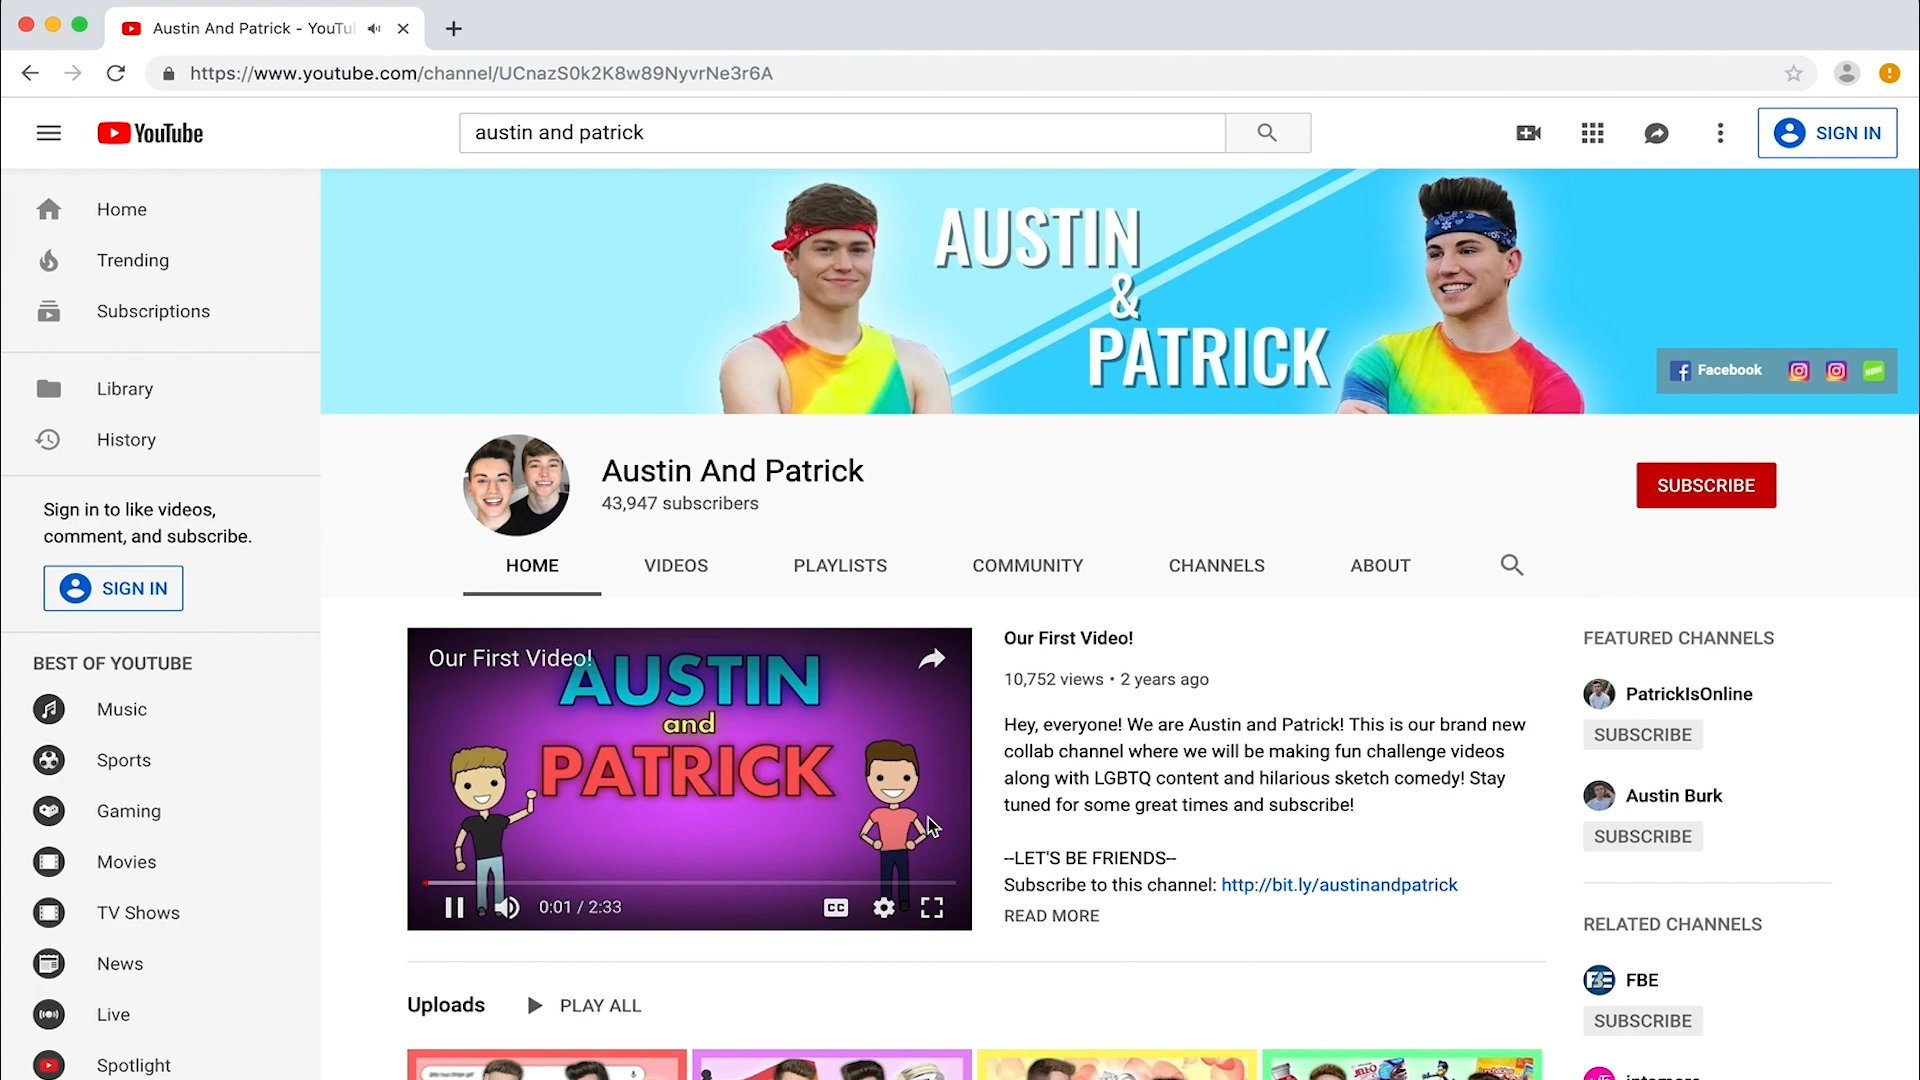 Austin And Patrick - YouTu
https://www.youtube.com/channel/UCnazS0k2K8w89NyvrNe3r6A
YouTube
austin and patrick
SIGN IN
Home
Trending
Subscriptions
Library
History
Sign in to like videos,
comment, and subscribe.
SIGN IN
BEST OF YOUTUBE
Music
Sports
Gaming
Movies
TV Shows
News
Live
Spotlight
AUSTIN
&
PATRICK
Facebook
Austin And Patrick
43,947 subscribers
SUBSCRIBE
HOME
VIDEOS
PLAYLISTS
COMMUNITY
CHANNELS
ABOUT
Our First Video!
AUSTIN
and
PATRICK
0:01 / 2:33
CC
Our First Video!
10,752 views • 2 years ago
Hey, everyone! We are Austin and Patrick! This is our brand new
collab channel where we will be making fun challenge videos
along with LGBTQ content and hilarious sketch comedy! Stay
tuned for some great times and subscribe!
--LET'S BE FRIENDS--
Subscribe to this channel: http://bit.ly/austinandpatrick
READ MORE
FEATURED CHANNELS
PatrickIsOnline
SUBSCRIBE
Austin Burk
SUBSCRIBE
RELATED CHANNELS
FBE
SUBSCRIBE
Uploads
PLAY ALL